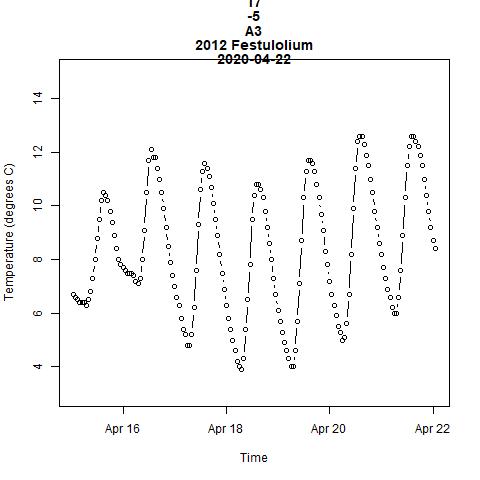 17
-5
A3
2012 Festulolium
2020-04-22
14
12
10
8
6
4
Temperature (degrees C)
Apr 16
Apr 18
Apr 20
Apr 22
Time